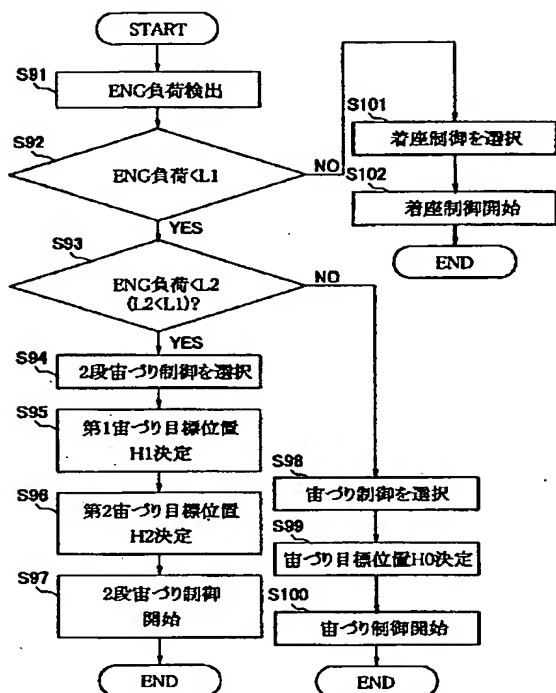 START
S91
ENG負荷検出
S92
ENG負荷<L1
NO
YES
S93
ENG負荷<L2
(L2<L1)?
NO
YES
S94
2段宙づり制御を選択
S95
第1宙づり目標位置
H1決定
S96
第2宙づり目標位置
H2決定
S97
2段宙づり制御
開始
END
S98
宙づり制御を選択
S99
宙づり目標位置H0決定
S100
宙づり制御開始
END
S101
着座制御を選択
S102
着座制御開始
END